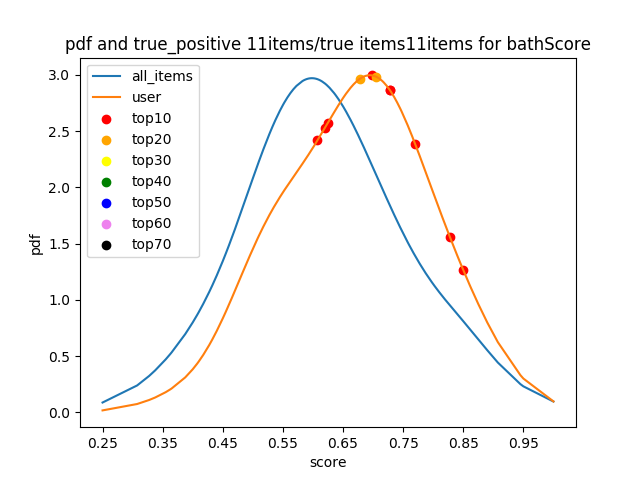 pdf and true_positive 11items/true items11items for bathScore
all_items
user
top10
top20
top30
top40
top50
top60
top70
3.0
2.5
2.0
1.5
1.0
0.5
0.0
pdf
0.25 0.35 0.45 0.55 0.65 0.75 0.85 0.95
score